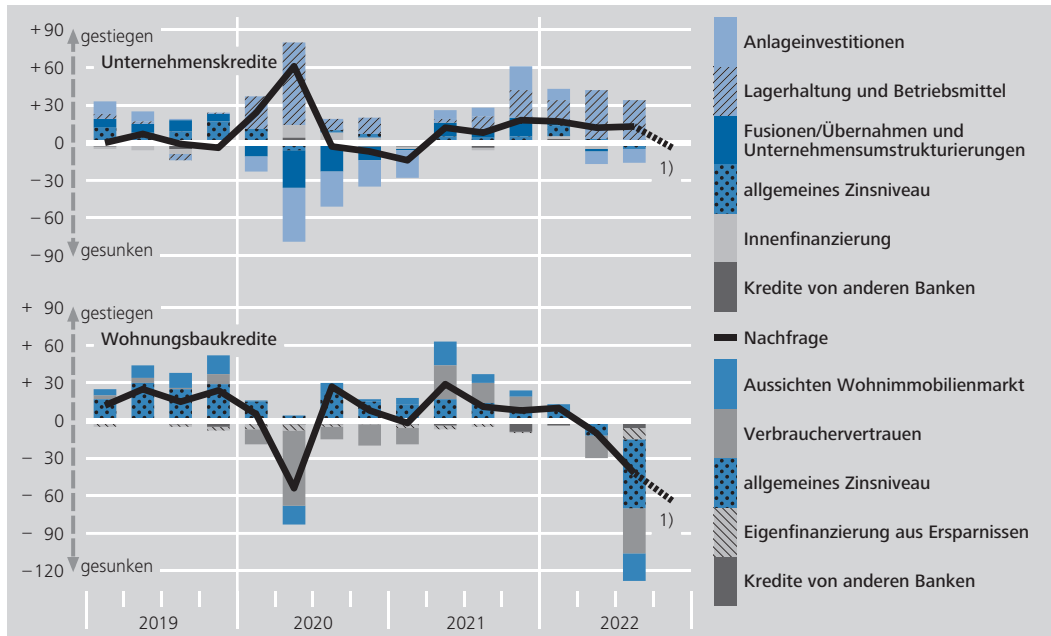 +90
gestiegen
Unternehmenskredite
+60
+30
0
−30
−60
−90
gesunken
1)
+ 90
gestiegen
Wohnungsbaukredite
+ 60
+ 30
0
− 30
− 60
− 90
−120
gesunken
1)
2019 2020 2021 2022
Anlageinvestitionen
Lagerhaltung und Betriebsmittel
Fusionen/Übernahmen und
Unternehmensumstrukturierungen
allgemeines Zinsniveau
Innenfinanzierung
Kredite von anderen Banken
Nachfrage
Aussichten Wohnimmobilienmarkt
Verbrauchervertrauen
allgemeines Zinsniveau
Eigenfinanzierung aus Ersparnissen
Kredite von anderen Banken